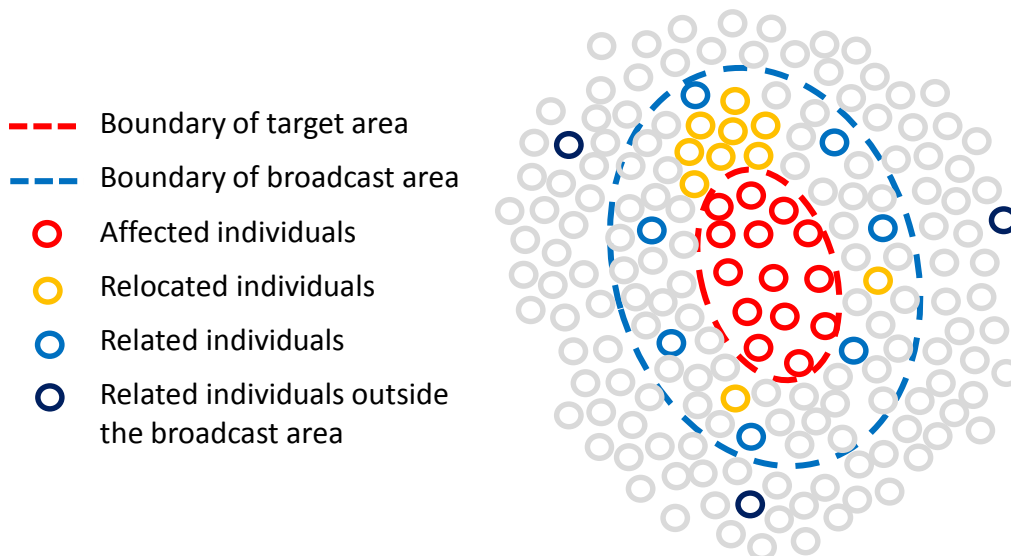 Boundary of target area
Boundary of broadcast area
Affected individuals
Relocated individuals
Related individuals
Related individuals outside
the broadcast area